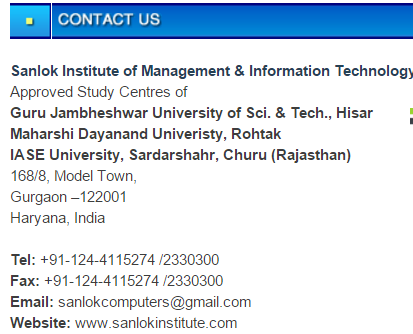 CONTACT US
Sanlok Institute of Management & Information Technology
Approved Study Centres of
Guru Jambheshwar University of Sci. & Tech., Hisar
Maharshi Dayanand Univeristy, Rohtak
IASE University, Sardarshahr, Churu (Rajasthan)
168/8, Model Town,
Gurgaon –122001
Haryana, India
Tel: +91-124-4115274 /2330300
Fax: +91-124-4115274 /2330300
Email: sanlokcomputers@gmail.com
Website: www.sanlokinstitute.com